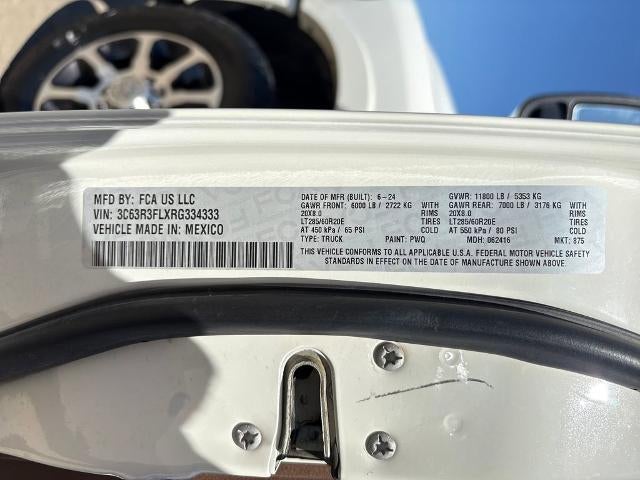 MFD BY: FCA US LLC
VIN: 3C63R3FLXRG334333
VEHICLE MADE IN: MEXICO
DATE OF MFR (BUILT): 6-24 GVWR: 11800 LB / 5353 KG
GAWR FRONT: 6000 LB / 2722 KG WITH GAWR REAR: 7000 LB / 3176 KG WITH
20X8.0 RIMS 20X8.0 RIMS
LT285/60R20E TIRES LT285/60R20E TIRES
AT 450 kPa / 65 PSI COLD AT 550 kPa / 80 PSI COLD
TYPE: TRUCK PAINT: PWQ MDH: 062416 MKT: 875
THIS VEHICLE CONFORMS TO ALL APPLICABLE U.S.A. FEDERAL MOTOR VEHICLE SAFETY
STANDARDS IN EFFECT ON THE DATE OF MANUFACTURE SHOWN ABOVE.